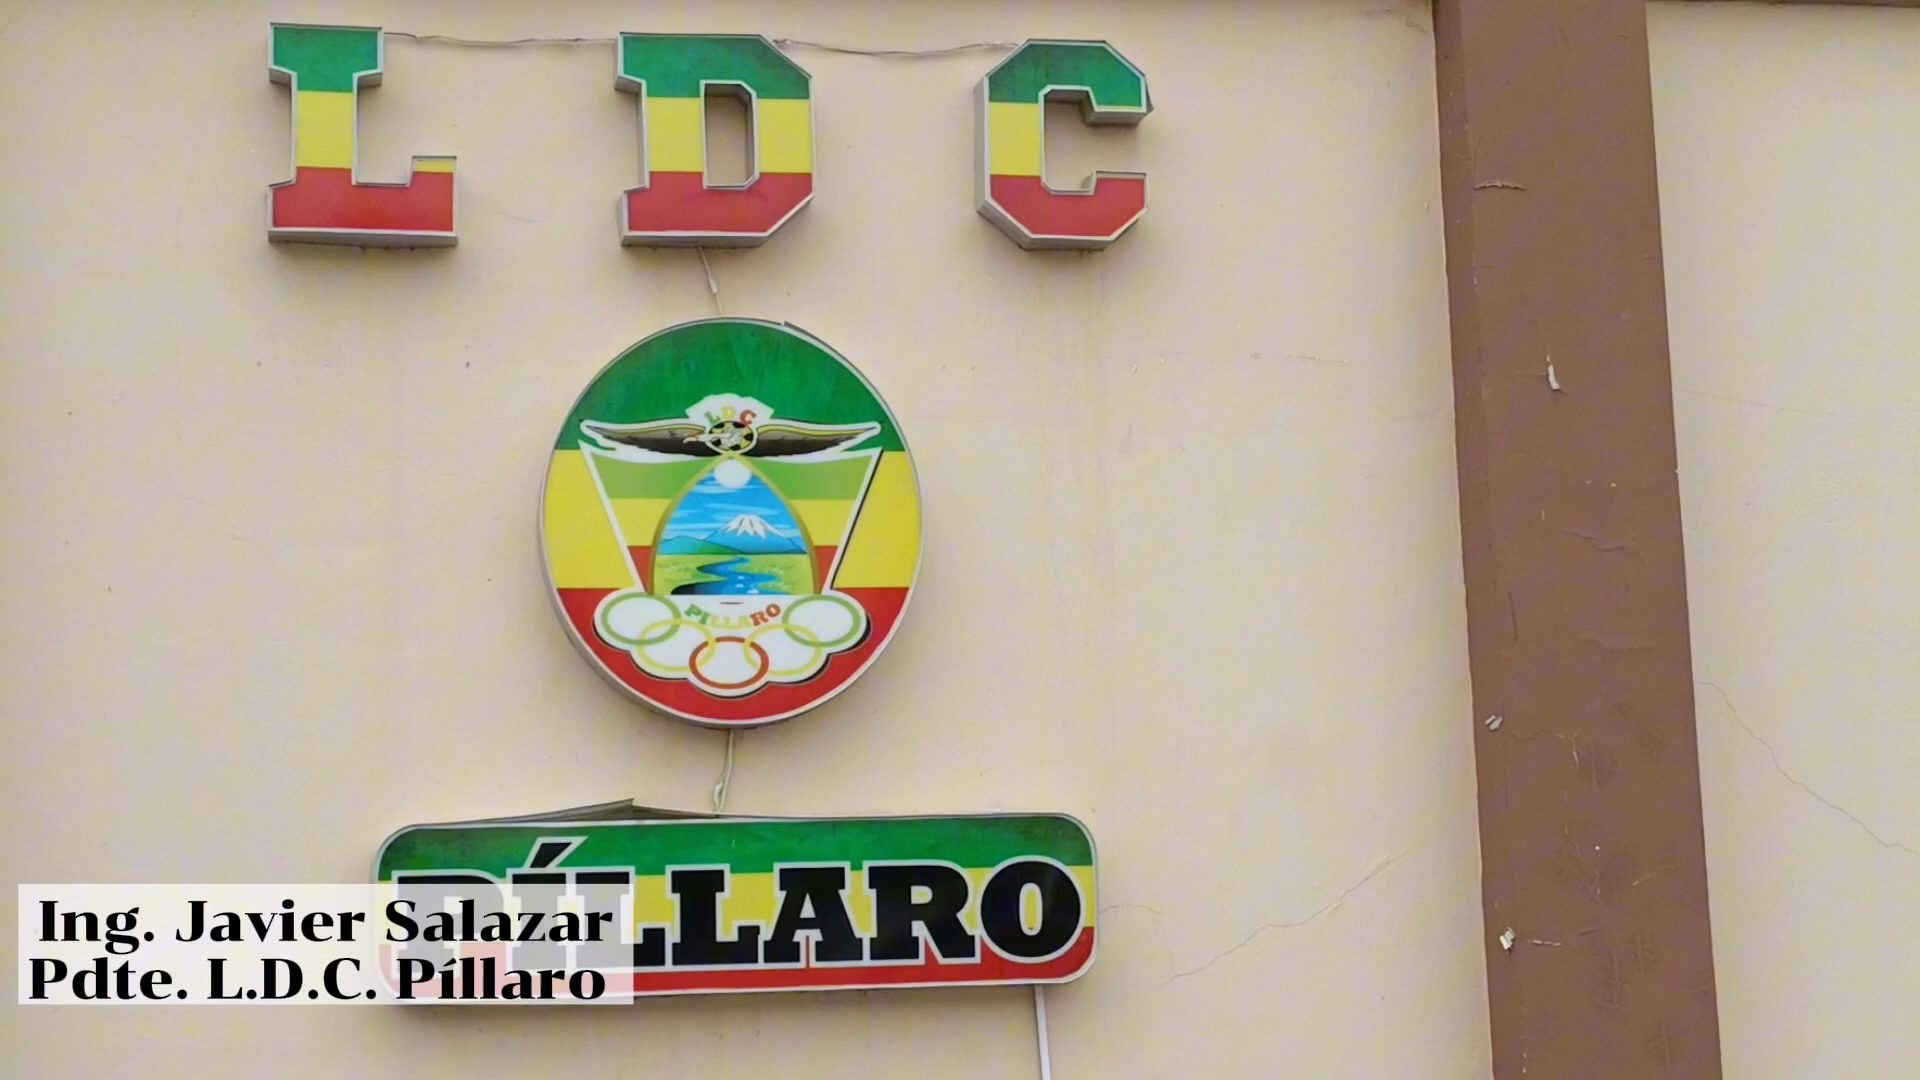 L D C
LDC
PILLARO
PÍLLARO
Ing. Javier Salazar
Pdte. L.D.C. Píllaro